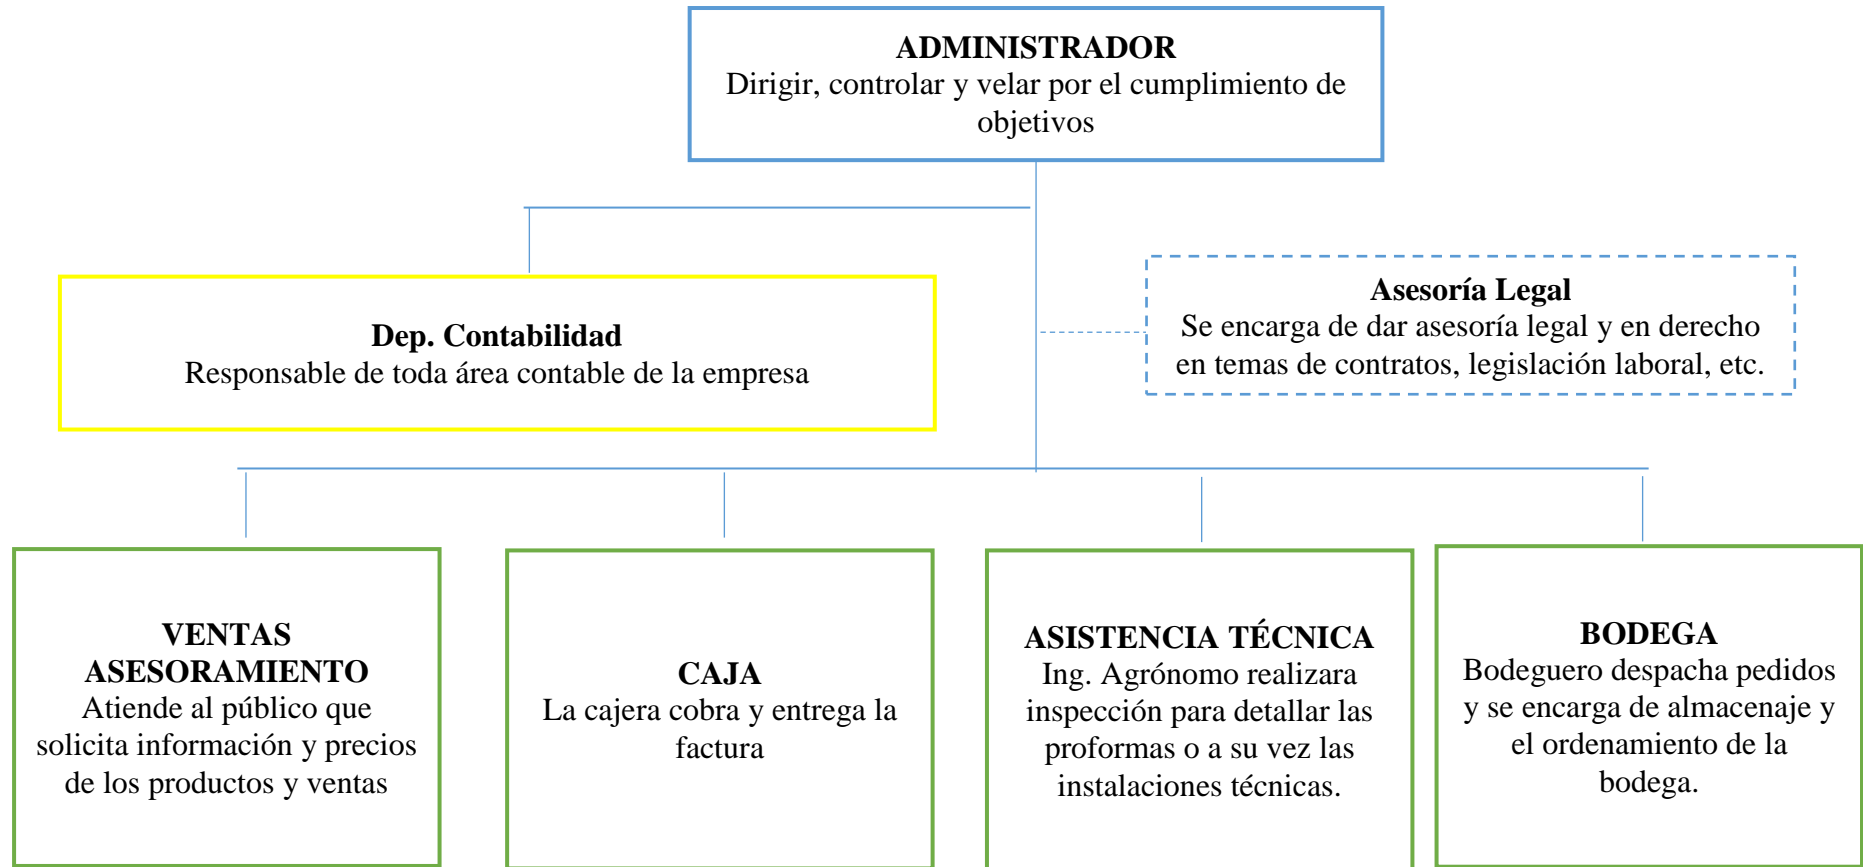 ADMINISTRADOR
Dirigir, controlar y velar por el cumplimiento de
objetivos
Dep. Contabilidad
Responsable de toda área contable de la empresa
Asesoría Legal
Se encarga de dar asesoría legal y en derecho
en temas de contratos, legislación laboral, etc.
VENTAS
ASESORAMIENTO
Atiende al público que
solicita información y precios
de los productos y ventas
CAJA
La cajera cobra y entrega la
factura
ASISTENCIA TÉCNICA
Ing. Agrónomo realizara
inspección para detallar las
proformas o a su vez las
instalaciones técnicas.
BODEGA
Bodeguero despacha pedidos
y se encarga de almacenaje y
el ordenamiento de la
bodega.